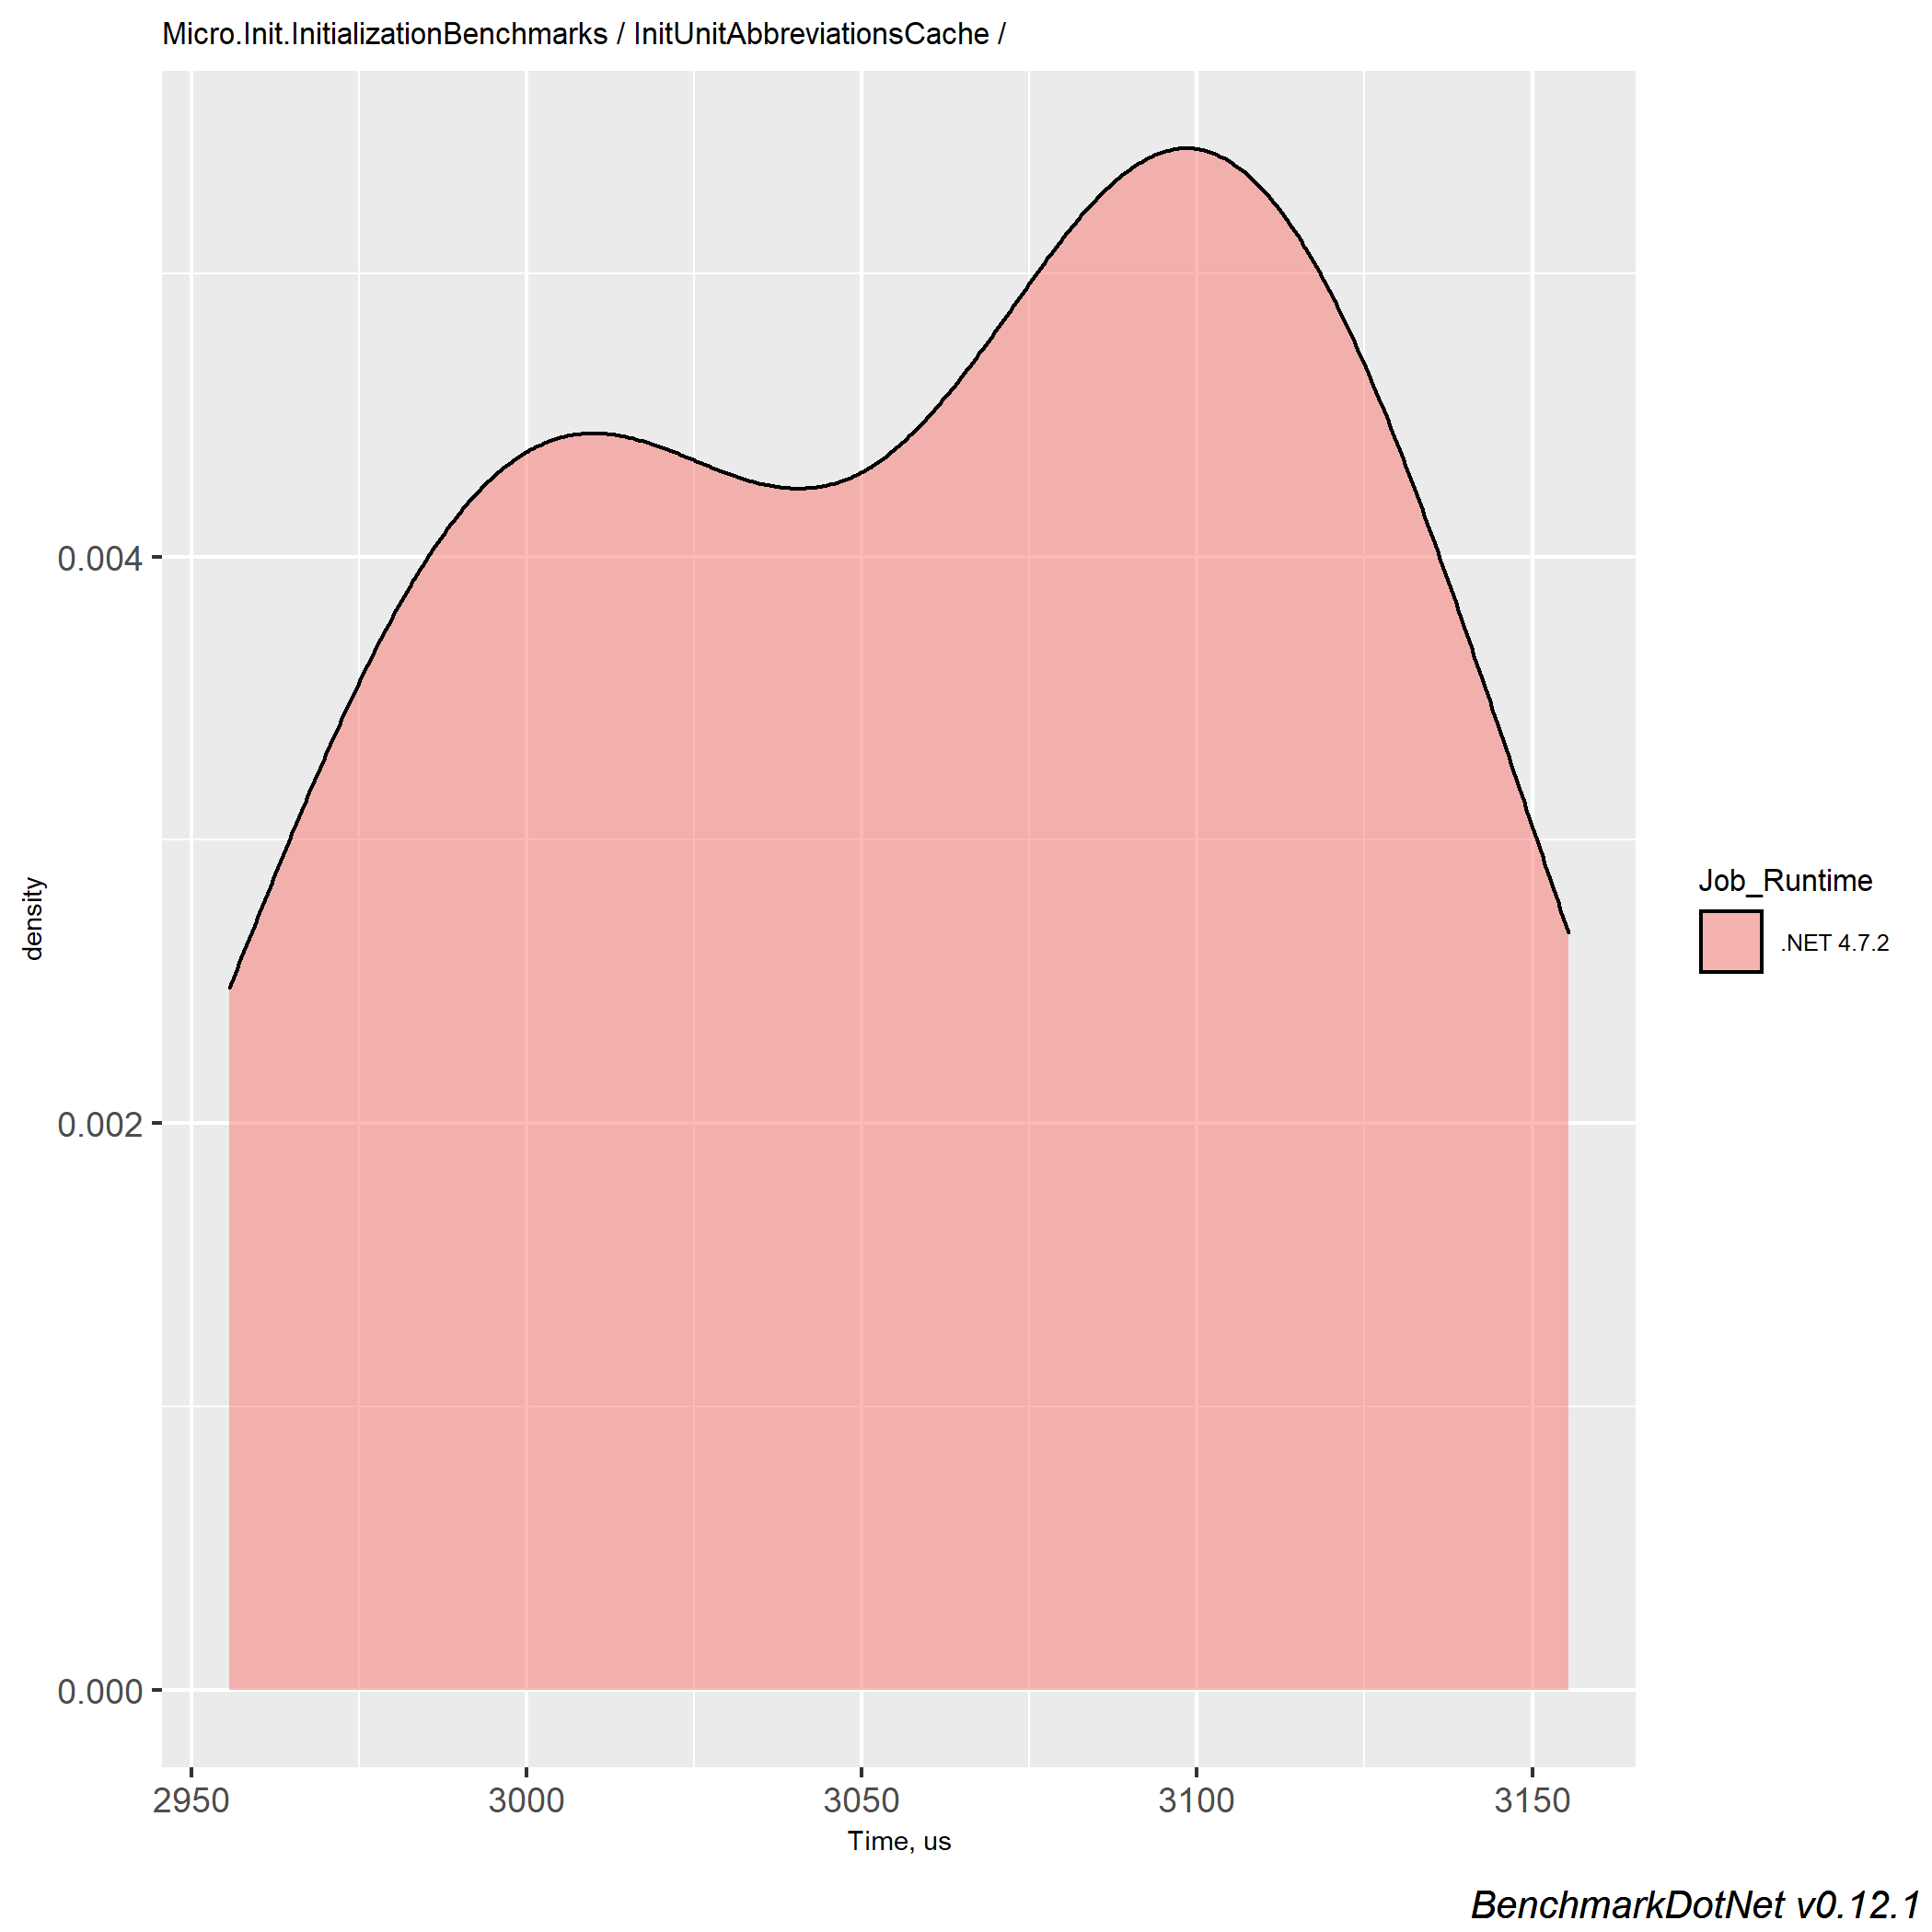 Micro.Init.InitializationBenchmarks / InitUnitAbbreviationsCache /
0.004
0.002
0.000
density
2950 3000 3050 3100 3150
Time, us
Job_Runtime
.NET 4.7.2
BenchmarkDotNet v0.12.1